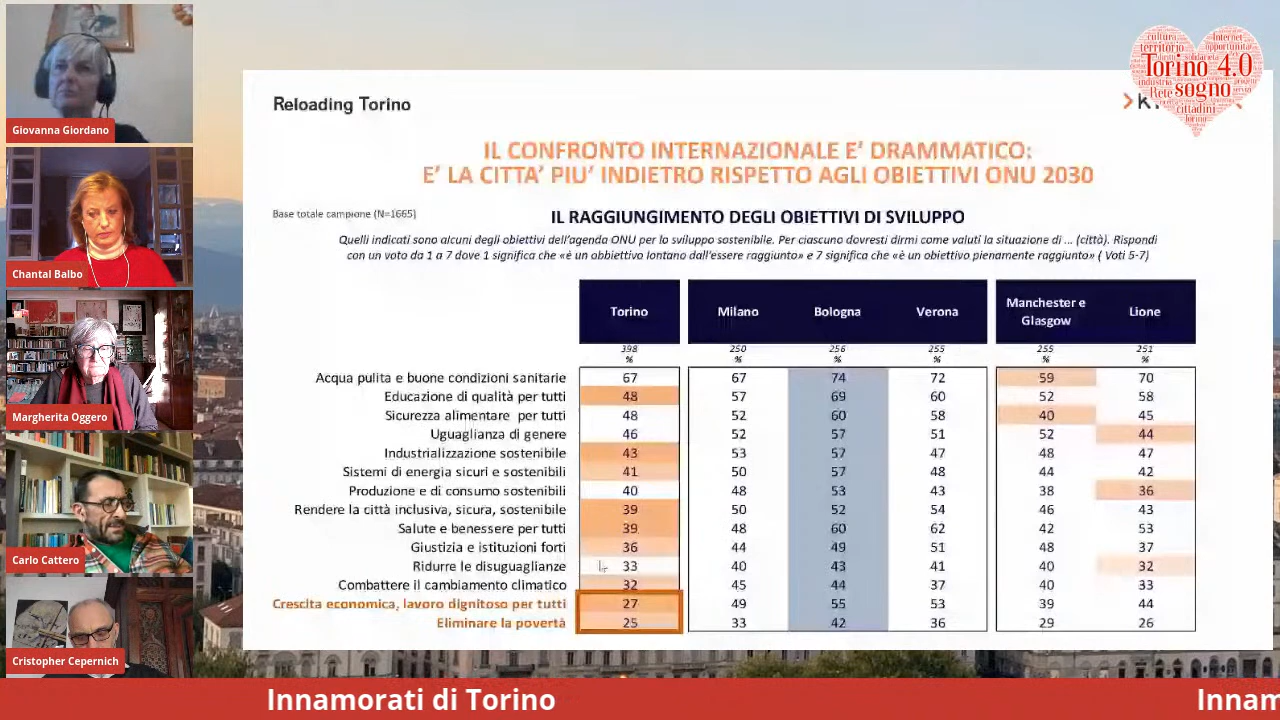 Giovanna Giordano
Chantal Balbo
Margherita Oggero
Carlo Cattero
Cristopher Cepernich
Reloading Torino
cultura
Internet
territorio
opportunita'
solidarietà
Torino 4.0
industria
Rete sogno
cittadini
Torino
IL CONFRONTO INTERNAZIONALE E' DRAMMATICO:
E' LA CITTA' PIU' INDIETRO RISPETTO AGLI OBIETTIVI ONU 2030
Base totale campione (N=1665)
IL RAGGIUNGIMENTO DEGLI OBIETTIVI DI SVILUPPO
Quelli indicati sono alcuni degli obiettivi dell'agenda ONU per lo sviluppo sostenibile. Per ciascuno dovresti dirmi come valuti la situazione di ... (città). Rispondi
con un voto da 1 a 7 dove 1 significa che «è un obbiettivo lontano dall'essere raggiunto» e 7 significa che «è un obiettivo pienamente raggiunto» ( Voti 5-7)
Torino Milano Bologna Verona Manchester e
Glasgow Lione
398 250 256 255 255 251
% % % % % %
Acqua pulita e buone condizioni sanitarie 67 67 74 72 59 70
Educazione di qualità per tutti 48 57 69 60 52 58
Sicurezza alimentare per tutti 48 52 60 58 40 45
Uguaglianza di genere 46 52 57 51 52 44
Industrializzazione sostenibile 43 53 57 47 48 47
Sistemi di energia sicuri e sostenibili 41 50 57 48 44 42
Produzione e di consumo sostenibili 40 48 53 43 38 36
Rendere la città inclusiva, sicura, sostenibile 39 50 52 54 46 43
Salute e benessere per tutti 39 48 60 62 42 53
Giustizia e istituzioni forti 36 44 49 51 48 37
Ridurre le disuguaglianze 33 40 43 41 40 32
Combattere il cambiamento climatico 32 45 44 37 40 33
Crescita economica, lavoro dignitoso per tutti 27 49 55 53 39 44
Eliminare la povertà 25 33 42 36 29 26
Innamorati di Torino
Innam